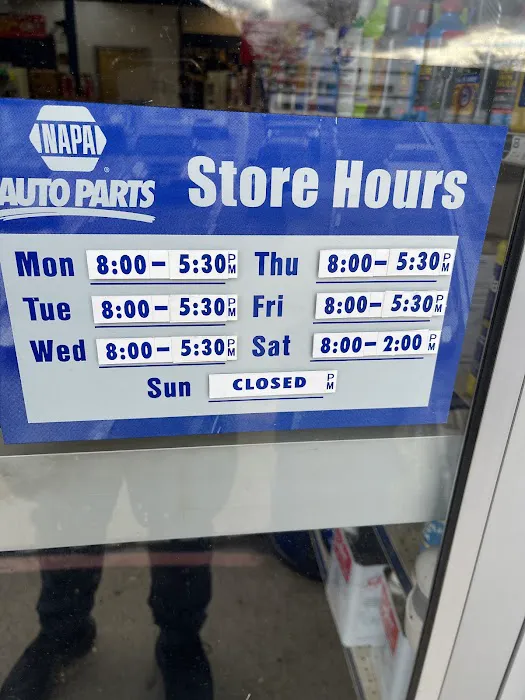 NAPA
AUTO PARTS
Store Hours
Mon 8:00– 5:30 PM
Tue 8:00– 5:30 PM
Wed 8:00– 5:30 PM
Thu 8:00– 5:30 PM
Fri 8:00– 5:30 PM
Sat 8:00– 2:00 PM
Sun CLOSED PM